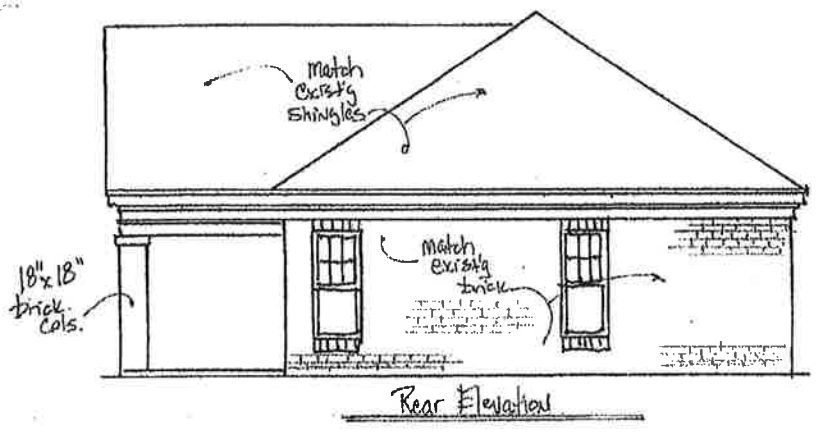 match
exist'g
shingles
match
exist'g
brick
18"x18"
brick
cols.
Rear Elevation